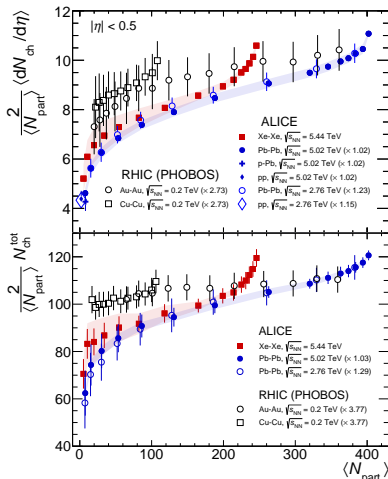 |η| < 0.5
2/⟨N_part⟩ ⟨dN_ch/dη⟩
12
10
8
6
4
ALICE
Xe-Xe, √s_NN = 5.44 TeV
Pb-Pb, √s_NN = 5.02 TeV (× 1.02)
p-Pb, √s_NN = 5.02 TeV (× 1.02)
pp, √s_NN = 5.02 TeV (× 1.02)
Pb-Pb, √s_NN = 2.76 TeV (× 1.23)
pp, √s_NN = 2.76 TeV (× 1.15)
RHIC (PHOBOS)
Au-Au, √s_NN = 0.2 TeV (× 2.73)
Cu-Cu, √s_NN = 0.2 TeV (× 2.73)
2/⟨N_part⟩ N_ch^tot
120
100
80
60
40
ALICE
Xe-Xe, √s_NN = 5.44 TeV
Pb-Pb, √s_NN = 5.02 TeV (× 1.03)
Pb-Pb, √s_NN = 2.76 TeV (× 1.29)
RHIC (PHOBOS)
Au-Au, √s_NN = 0.2 TeV (× 3.77)
Cu-Cu, √s_NN = 0.2 TeV (× 3.77)
0 100 200 300 400
⟨N_part⟩